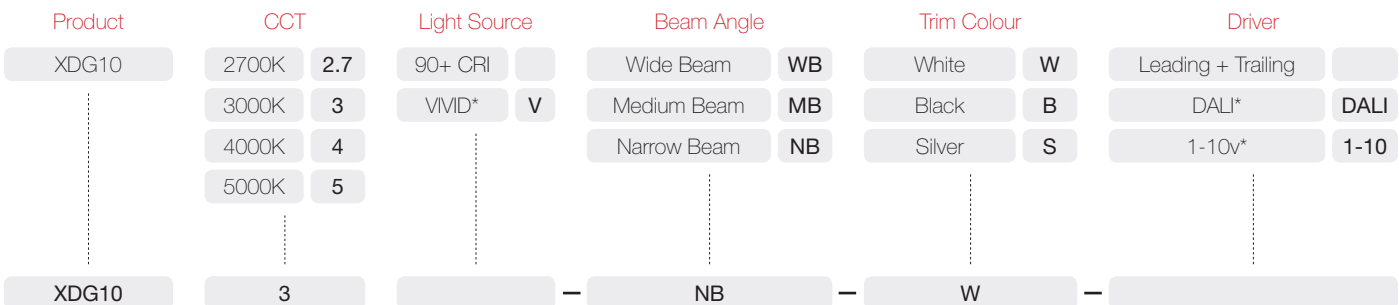 Product CCT Light Source Beam Angle Trim Colour Driver
XDG10 2700K 2.7 90+ CRI Wide Beam WB White W Leading + Trailing
3000K 3 VIVID* V Medium Beam MB Black B DALI* DALI
4000K 4 Narrow Beam NB Silver S 1-10v* 1-10
5000K 5
XDG10 3 – NB – W –